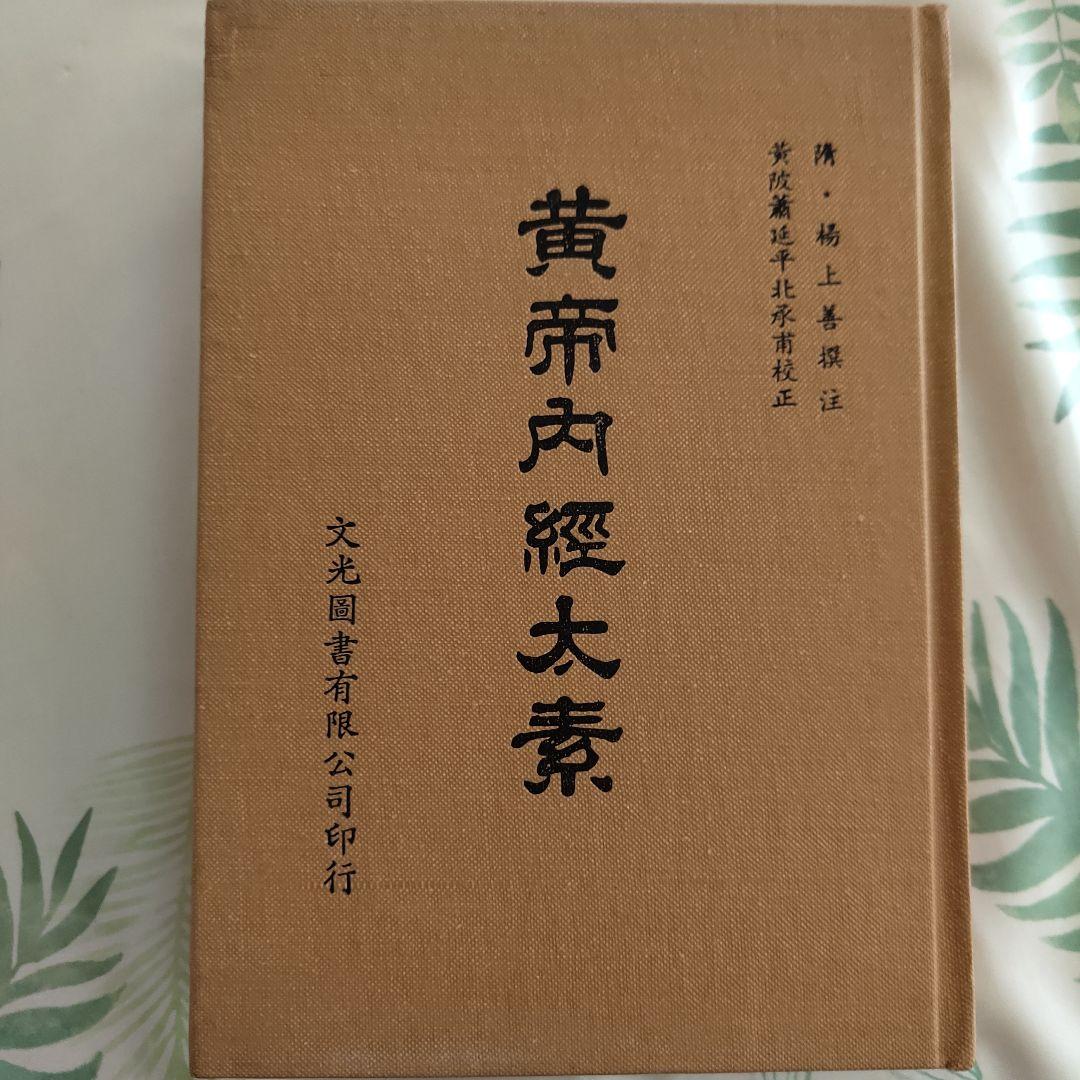 隋·楊上善撰注
黃陂蕭延平北承甫校正
黃帝內經太素
文光圖書有限公司印行